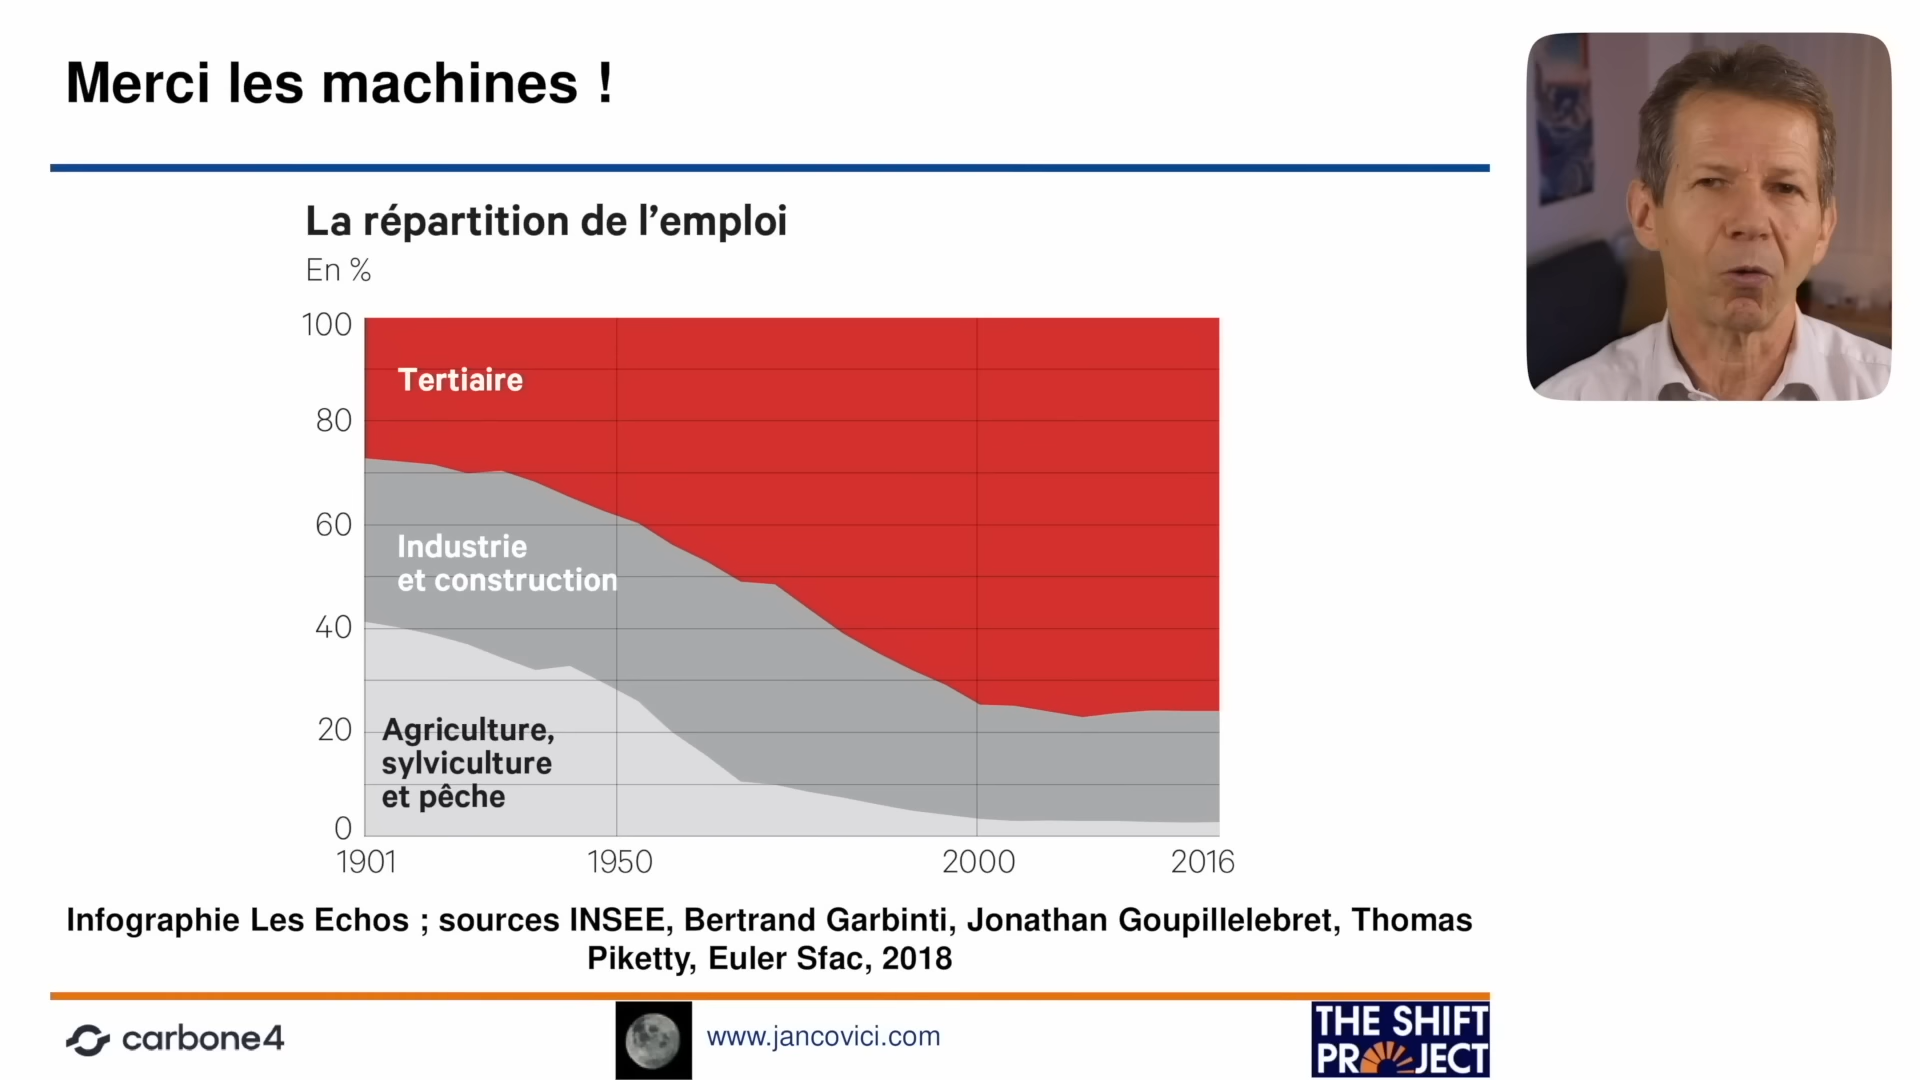 Merci les machines !
La répartition de l’emploi
En %
100
80
60
40
20
0
Tertiaire
Industrie
et construction
Agriculture,
sylviculture
et pêche
1901
1950
2000
2016
Infographie Les Echos ; sources INSEE, Bertrand Garbinti, Jonathan Goupillelebret, Thomas
Piketty, Euler Sfac, 2018
carbone4
www.jancovici.com
THE SHIFT
PROJECT